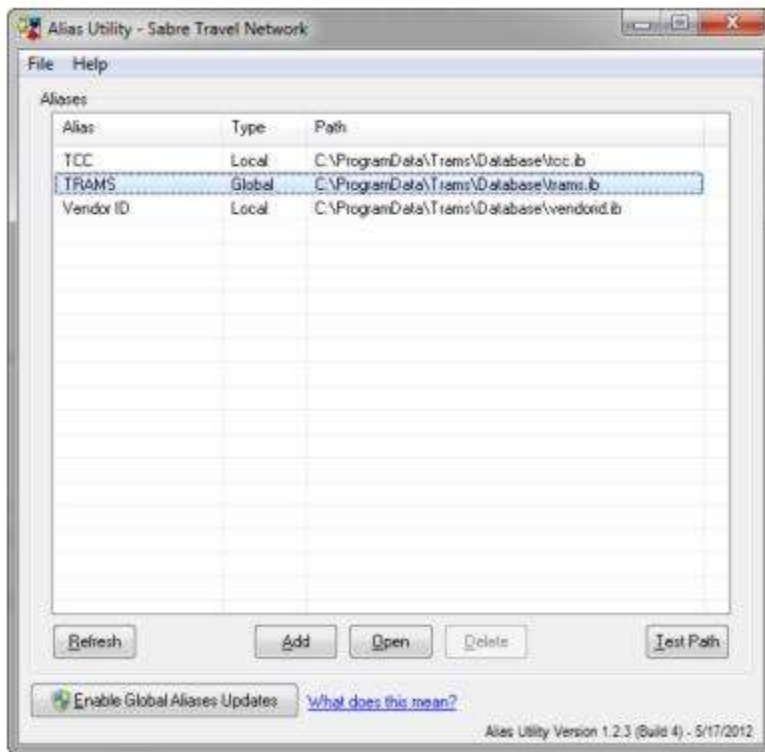 Alias Utility - Sabre Travel Network
File Help
Aliases
Alias Type Path
TCC Local C:\ProgramData\Trams\Database\tcc.ib
TRAMS Global C:\ProgramData\Trams\Database\trams.ib
Vendor ID Local C:\ProgramData\Trams\Database\vendorid.ib
Refresh Add Open Delete Test Path
Enable Global Aliases Updates What does this mean?
Alias Utility Version 1.2.3 (Build 4) - 5/17/2012